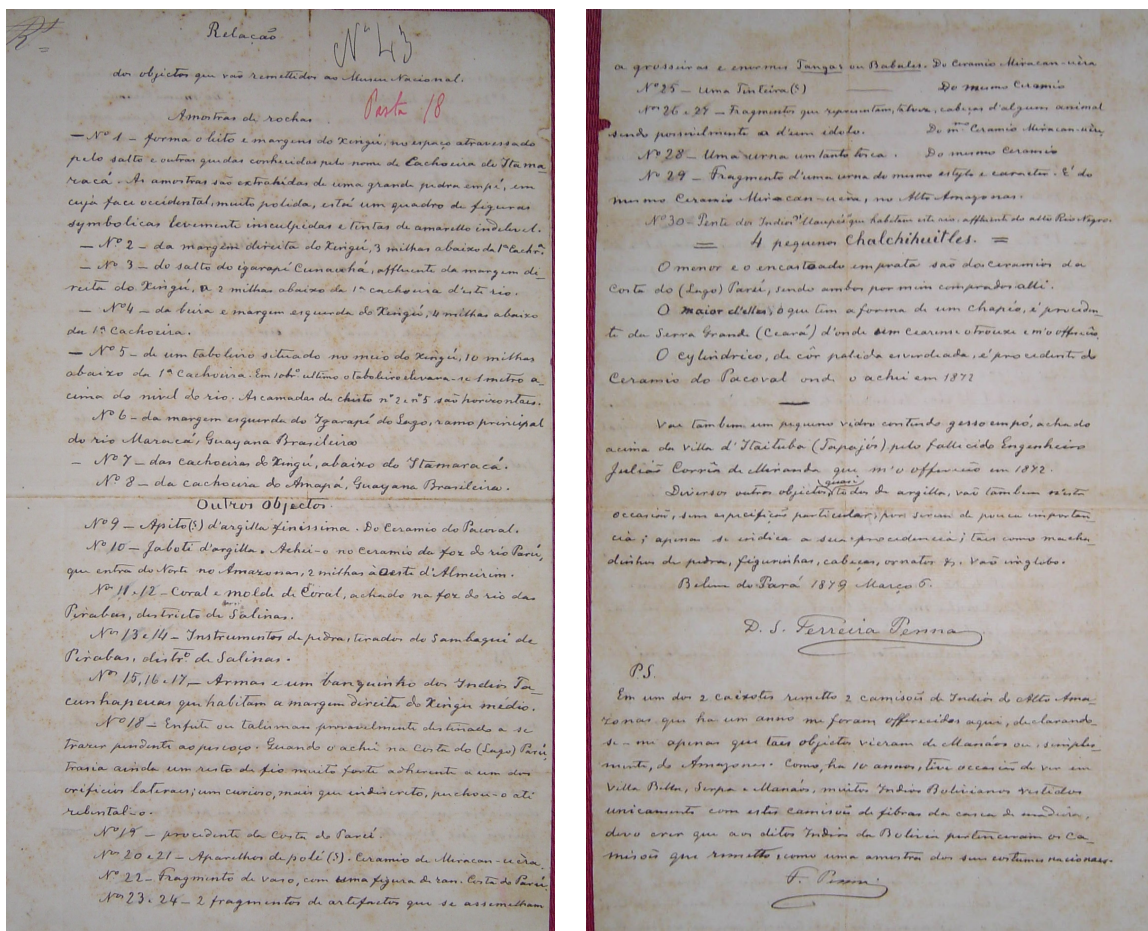 Relação
Nº 43
dos objectos que vão remettidos ao Museu Nacional.
Pasta 18
Amostras de rochas.
— Nº 1 – forma o leito e margens do Xingú, no espaço atravessado
pelo salto e outras quedas conhecidas pelo nome de Cachoeira de Itama
racá. As amostras são extrahidas de uma grande pedra em pé, em
cuja face occidental, muito polida, está um quadro de figuras
symbolicas levemente insculpidas e tintas de amarello indelevel.
— Nº 2 – da margem direita do Xingú, 3 milhas abaixo da 1ª Cachrª
— Nº 3 – do salto do igarapé Cunauhá, affluente da margem di-
reita do Xingú, a 2 milhas abaixo da 1ª cachoeira d'este rio.
— Nº 4 – da beira e margem esquerda do Xingú, 4 milhas abaixo
da 1ª Cachoeira.
— Nº 5 – de um taboleiro situado no meio do Xingú, 10 milhas
abaixo da 1ª Cachoeira. Em 8brº ultimo o taboleiro elevava-se 1 metro a-
cima do nivel do rio. As camadas de chisto nº 2 e nº 5 são horizontaes.
Nº 6 – da margem esquerda do Igarapé do Lago, ramo principal
do rio Maracá, Guayana Brasileira
— Nº 7 – das cachoeiras do Xingú, abaixo do Itamaracá.
Nº 8 – da cachoeira do Amapá, Guayana Brasileira.
Outros Objectos.
Nº 9 – Apito(s) d'argilla finissima. Do Ceramio do Pacoval.
Nº 10 – Jaboti d'argilla. Achei-o no ceramio da foz do rio Parú,
que entra do Norte no Amazonas, 2 milhas à Oeste d'Almeirim.
Nos 11 e 12 – Coral e molde de Coral, achado na foz do rio das
Pirabas, districto de Salinas.
Nos 13 e 14 – Instrumentos de pedra, tirados do Sambaqui de
Pirabas, distrº de Salinas.
Nos 15, 16 e 17, – Armas e um banquinho dos Indios Ta-
cunhapeuas que habitam a margem direita do Xingu médio.
Nº 18 – Enfeite ou talisman provavelmente destinado a se
trazer pendente ao pescoço. Quando o achei na Costa do (Lago) Parú,
trasia ainda um resto de fio muito forte adherente a um dos
orificios lateraes; um curioso, mais que indiscreto, puchou-o até
rebental-o.
Nº 19 – procedente da Costa do Parú.
Nos 20 e 21 – Aparelhos de polé (?). Ceramio de Miracan-uéra.
Nº 22 – Fragmento de vaso, com uma figura de ran. Costa do Parú.
Nos 23 e 24 – 2 fragmentos de artefactos que se assemelham
a grosseiras e enormes Tangas ou Babales. Do Ceramio Miracan-uéra
Nº 25 – Uma Tinteira(?) Do mesmo Ceramio
Nos 26 e 27 – Fragmentos que representam, talvez, cabeças d'algum animal
sendo possivelmente a d'um idolo. Do mmo Ceramio Miracan-uéra,
Nº 28 – Uma urna um tanto tosca. Do mesmo Ceramio
Nº 29 – Fragmento d'uma urna do mesmo estylo e caracter. É do
mesmo Ceramio Miracan-uéra, no Alto Amazonas.
Nº 30 – Pente dos Indios Uaupés que habitam este rio, affluente do alto Rio Negro.
= 4 pequenos Chalchihuitles. =
O menor e o encastoado em prata são dos ceramios da
Costa do (Lago) Parú, sendo ambos por mim comprados alli.
O maior d'elles, o que tem a forma de um chapéo, é proceden-
te da Serra Grande (Ceará) d'onde um cearense o trouxe e m'o offereceo.
O cylindrico, de côr palida esverdeada, é procedente do
Ceramio do Pacoval onde o achei em 1872
Vae tambem um pequeno vidro contendo gesso em pó, achado
acima da Villa d'Itaituba (Tapajós) pelo fallecido Engenheiro
Julião Corrêa de Miranda que m'o offereceo em 1872.
Diversos outros objectos, quasi todos de argilla, vão tambem n'esta
occasião, sem especificação particular, por serem de pouca importan-
cia; apenas se indica a sua procedencia; taes como macha-
dinhos de pedra, figurinhas, cabeças, ornatos &. Vão in globo.
Belem do Pará 1879 Março 6.
D. S. Ferreira Penna
P.S.
Em um dos 2 caixotes remetto 2 camisões de Indios do Alto Ama-
zonas que ha um anno me foram offerecidos aqui, declarando-
se-me apenas que taes objectos vieram de Manáos ou, simples-
mente, do Amazonas. Como, ha 10 annos, tive occasião de ver em
Villa Bella, Serpa e Manáos, muitos Indios Bolivianos vestidos
unicamente com estes camisões de fibras da casca de madeira,
devo crer que aos ditos Indios da Bolivia pertenceram os Ca-
misões que remetto, como uma amostra dos seus costumes nacionaes.
F. Penna